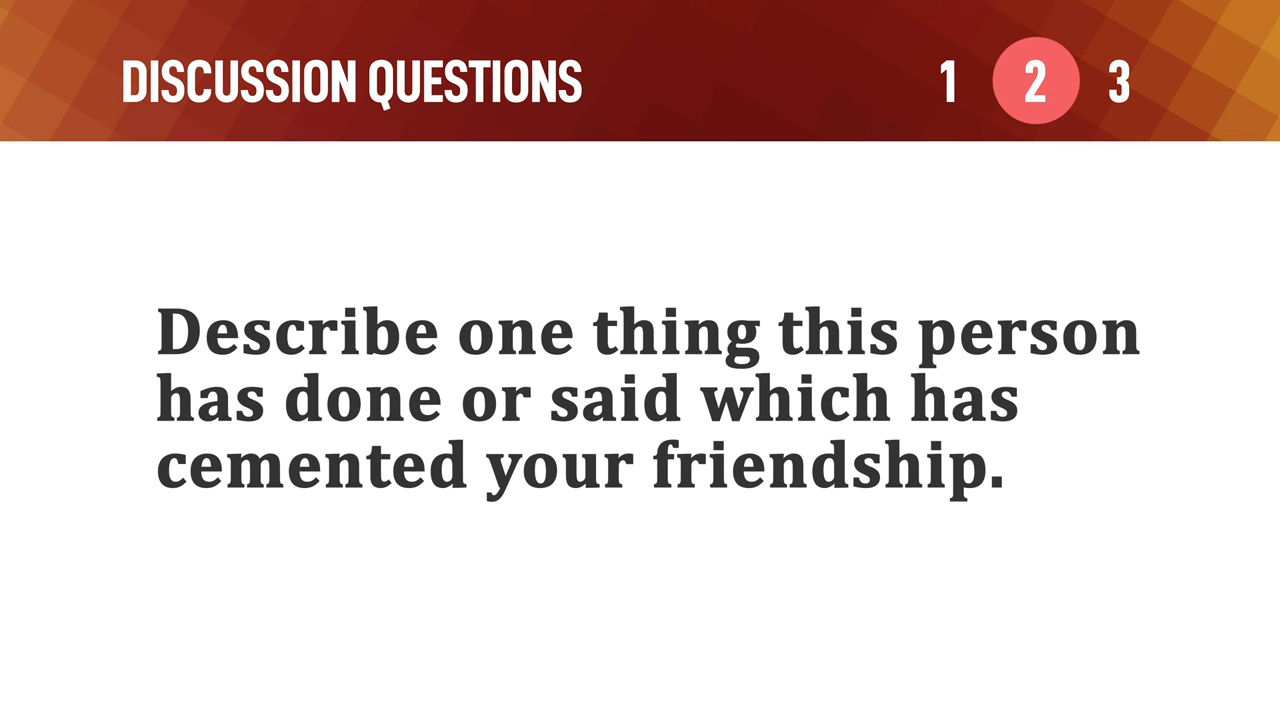 DISCUSSION QUESTIONS 1 2 3
Describe one thing this person
has done or said which has
cemented your friendship.